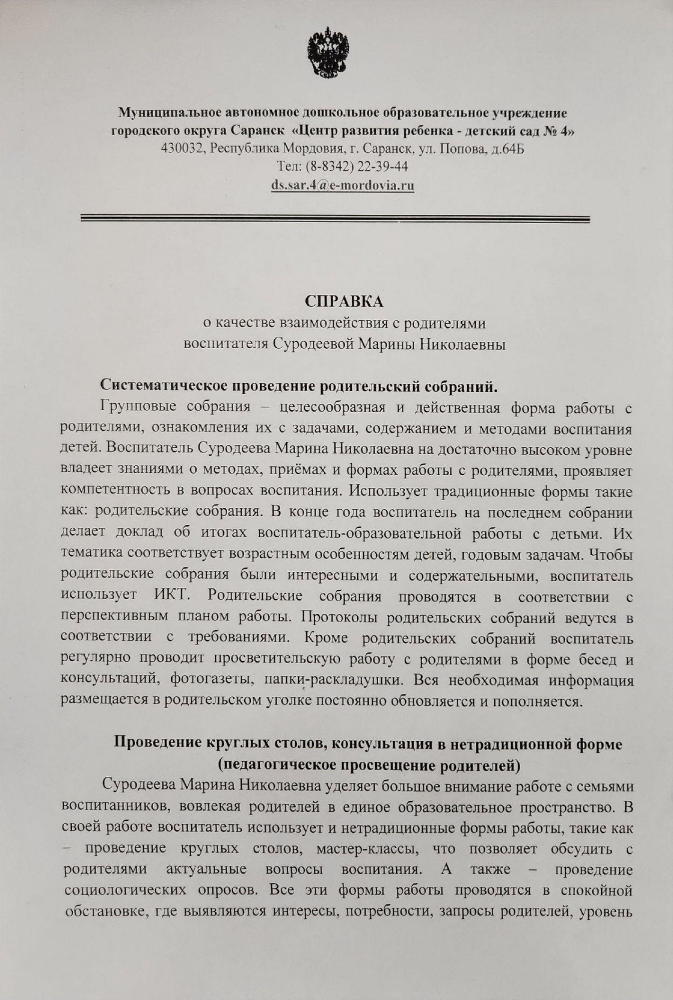 Муниципальное автономное дошкольное образовательное учреждение
городского округа Саранск «Центр развития ребенка - детский сад № 4»
430032, Республика Мордовия, г. Саранск, ул. Попова, д.64Б
Тел: (8-8342) 22-39-44
ds.sar.4@e-mordovia.ru
СПРАВКА
о качестве взаимодействия с родителями
воспитателя Суродеевой Марины Николаевны
Систематическое проведение родительский собраний.
Групповые собрания – целесообразная и действенная форма работы с
родителями, ознакомления их с задачами, содержанием и методами воспитания
детей. Воспитатель Суродеева Марина Николаевна на достаточно высоком уровне
владеет знаниями о методах, приёмах и формах работы с родителями, проявляет
компетентность в вопросах воспитания. Использует традиционные формы такие
как: родительские собрания. В конце года воспитатель на последнем собрании
делает доклад об итогах воспитатель-образовательной работы с детьми. Их
тематика соответствует возрастным особенностям детей, годовым задачам. Чтобы
родительские собрания были интересными и содержательными, воспитатель
использует ИКТ. Родительские собрания проводятся в соответствии с
перспективным планом работы. Протоколы родительских собраний ведутся в
соответствии с требованиями. Кроме родительских собраний воспитатель
регулярно проводит просветительскую работу с родителями в форме бесед и
консультаций, фотогазеты, папки-раскладушки. Вся необходимая информация
размещается в родительском уголке постоянно обновляется и пополняется.
Проведение круглых столов, консультация в нетрадиционной форме
(педагогическое просвещение родителей)
Суродеева Марина Николаевна уделяет большое внимание работе с семьями
воспитанников, вовлекая родителей в единое образовательное пространство. В
своей работе воспитатель использует и нетрадиционные формы работы, такие как
– проведение круглых столов, мастер-классы, что позволяет обсудить с
родителями актуальные вопросы воспитания. А также – проведение
социологических опросов. Все эти формы работы проводятся в спокойной
обстановке, где выявляются интересы, потребности, запросы родителей, уровень